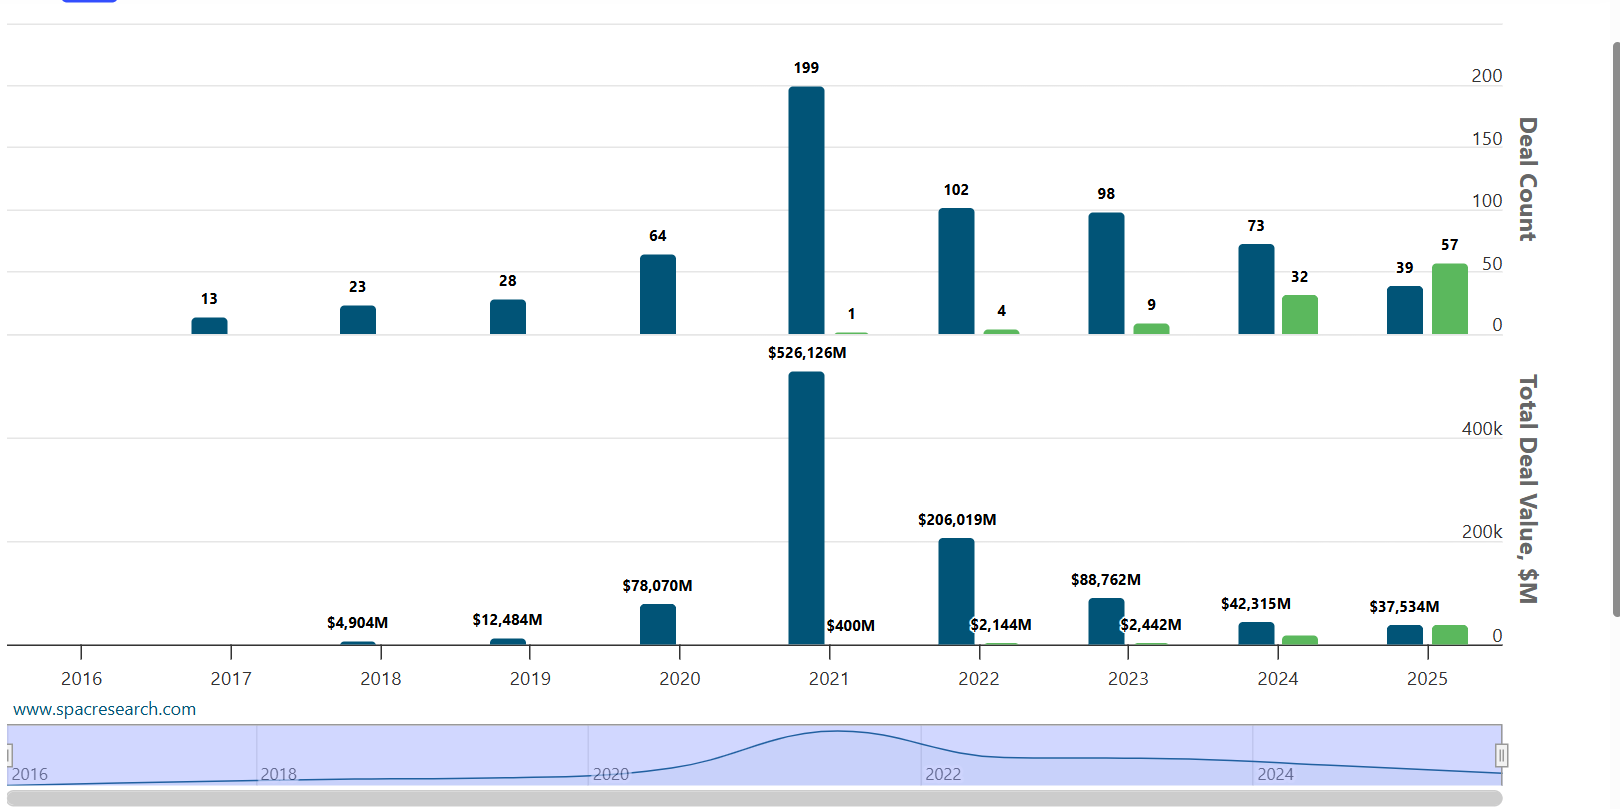 199
200
150
102
98
100
73
64
57
50
39
32
28
23
13
9
4
1
0
Deal Count
$526,126M
400k
$206,019M
200k
$88,762M
$78,070M
$42,315M
$37,534M
$12,484M
$4,904M
$400M
$2,144M
$2,442M
0
Total Deal Value, $M
2016 2017 2018 2019 2020 2021 2022 2023 2024 2025
www.spacresearch.com
2016 2018 2020 2022 2024